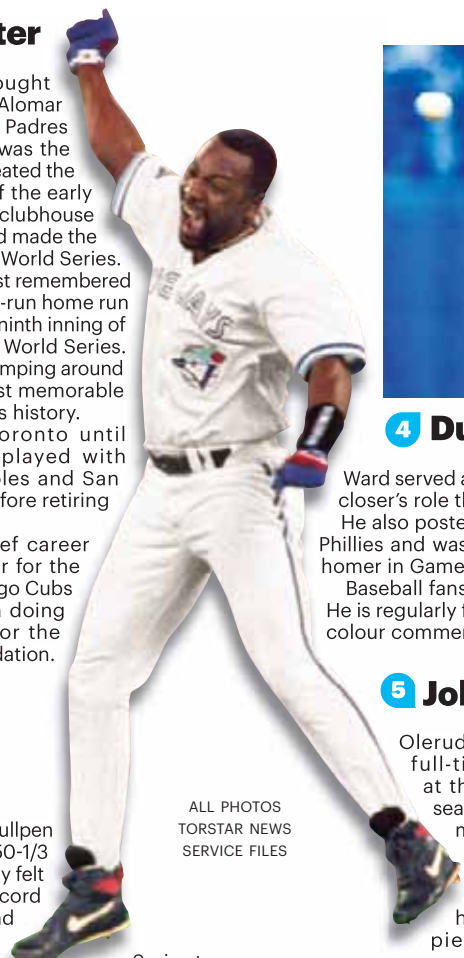 ter
ought
Alomar
Padres
was the
eated the
f the early
clubhouse
d made the
World Series.
st remembered
-run home run
ninth inning of
World Series.
mping around
st memorable
s history.
oronto until
played with
les and San
fore retiring
ef career
r for the
go Cubs
doing
or the
dation.
ullpen
50-1/3
y felt
cord
nd
JAYS
ALL PHOTOS
TORSTAR NEWS
SERVICE FILES
4 Du
Ward served a
closer's role th
He also poste
Phillies and was
homer in Game
Baseball fans
He is regularly f
colour commer
5 Jol
Olerud
full-ti
at th
sea
h
pie